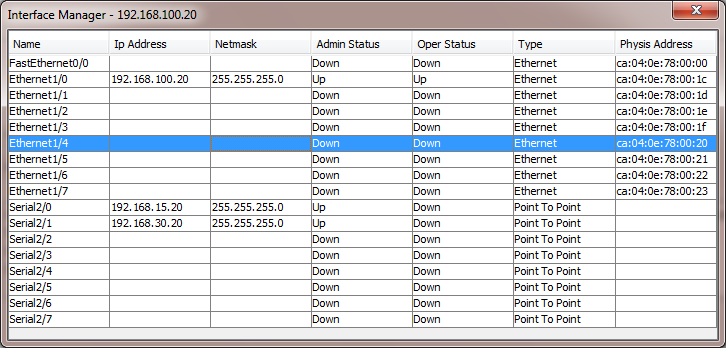 Interface Manager - 192.168.100.20
Name Ip Address Netmask Admin Status Oper Status Type Physis Address
FastEthernet0/0 Down Down Ethernet ca:04:0e:78:00:00
Ethernet1/0 192.168.100.20 255.255.255.0 Up Up Ethernet ca:04:0e:78:00:1c
Ethernet1/1 Down Down Ethernet ca:04:0e:78:00:1d
Ethernet1/2 Down Down Ethernet ca:04:0e:78:00:1e
Ethernet1/3 Down Down Ethernet ca:04:0e:78:00:1f
Ethernet1/4 Down Down Ethernet ca:04:0e:78:00:20
Ethernet1/5 Down Down Ethernet ca:04:0e:78:00:21
Ethernet1/6 Down Down Ethernet ca:04:0e:78:00:22
Ethernet1/7 Down Down Ethernet ca:04:0e:78:00:23
Serial2/0 192.168.15.20 255.255.255.0 Up Down Point To Point
Serial2/1 192.168.30.20 255.255.255.0 Up Down Point To Point
Serial2/2 Down Down Point To Point
Serial2/3 Down Down Point To Point
Serial2/4 Down Down Point To Point
Serial2/5 Down Down Point To Point
Serial2/6 Down Down Point To Point
Serial2/7 Down Down Point To Point